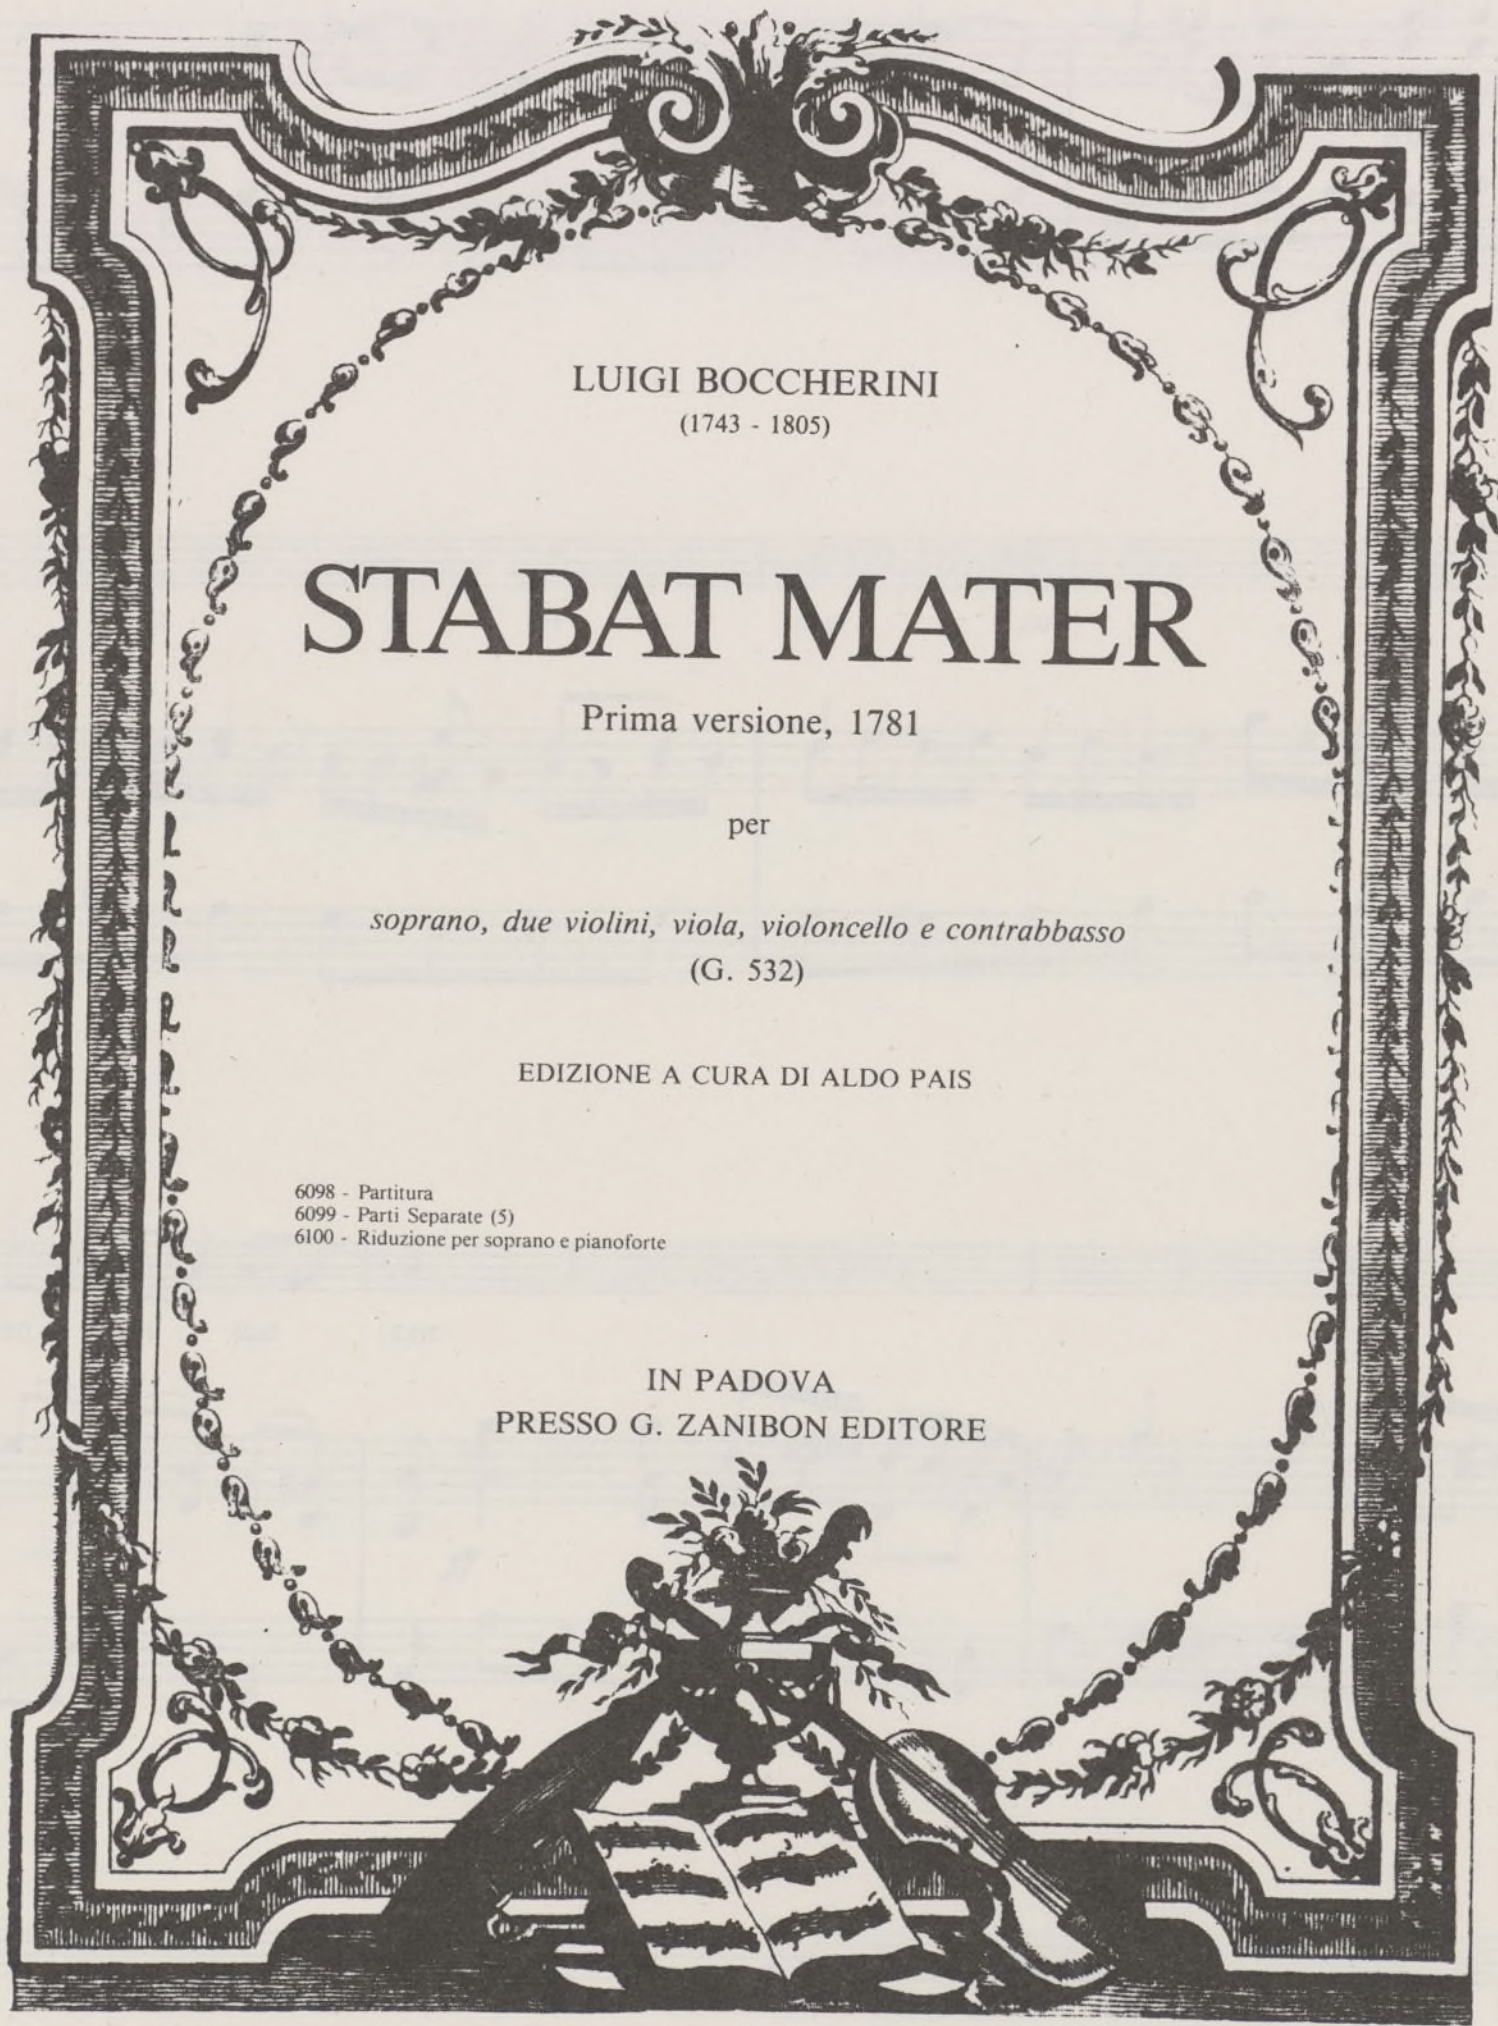 LUIGI BOCCHERINI
(1743 - 1805)
STABAT MATER
Prima versione, 1781
per
soprano, due violini, viola, violoncello e contrabbasso
(G. 532)
EDIZIONE A CURA DI ALDO PAIS
6098 - Partitura
6099 - Parti Separate (5)
6100 - Riduzione per soprano e pianoforte
IN PADOVA
PRESSO G. ZANIBON EDITORE